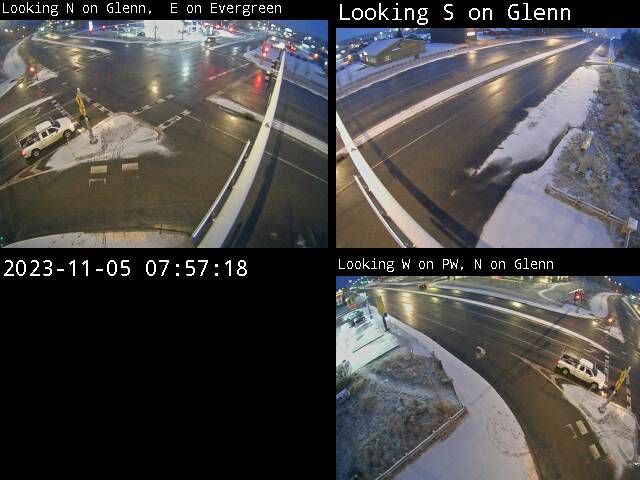 Looking N on Glenn,  E on Evergreen
Looking S on Glenn
2023-11-05 07:57:18
Looking W on PW, N on Glenn